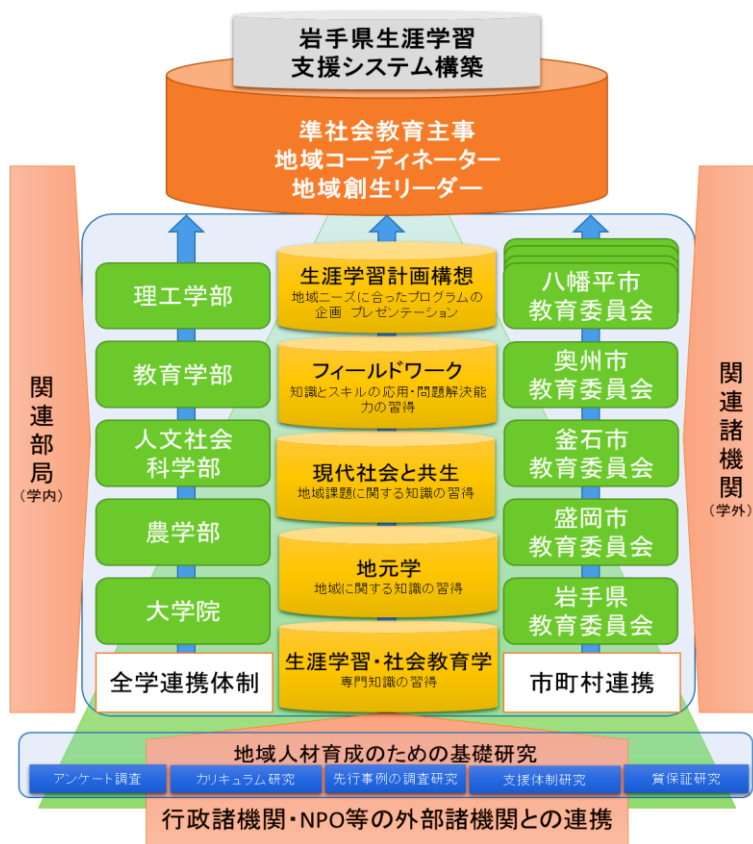 岩手県生涯学習
支援システム構築
準社会教育主事
地域コーディネーター
地域創生リーダー
関連部局
(学内)
理工学部
教育学部
人文社会
科学部
農学部
大学院
全学連携体制
生涯学習計画構想
地域ニーズに合ったプログラムの
企画 プレゼンテーション
フィールドワーク
知識とスキルの応用・問題解決能
力の習得
現代社会と共生
地域課題に関する知識の習得
地元学
地域に関する知識の習得
生涯学習・社会教育学
専門知識の習得
八幡平市
教育委員会
奥州市
教育委員会
釜石市
教育委員会
盛岡市
教育委員会
岩手県
教育委員会
市町村連携
関連諸機関
(学外)
地域人材育成のための基礎研究
アンケート調査
カリキュラム研究
先行事例の調査研究
支援体制研究
質保証研究
行政諸機関・NPO等の外部諸機関との連携